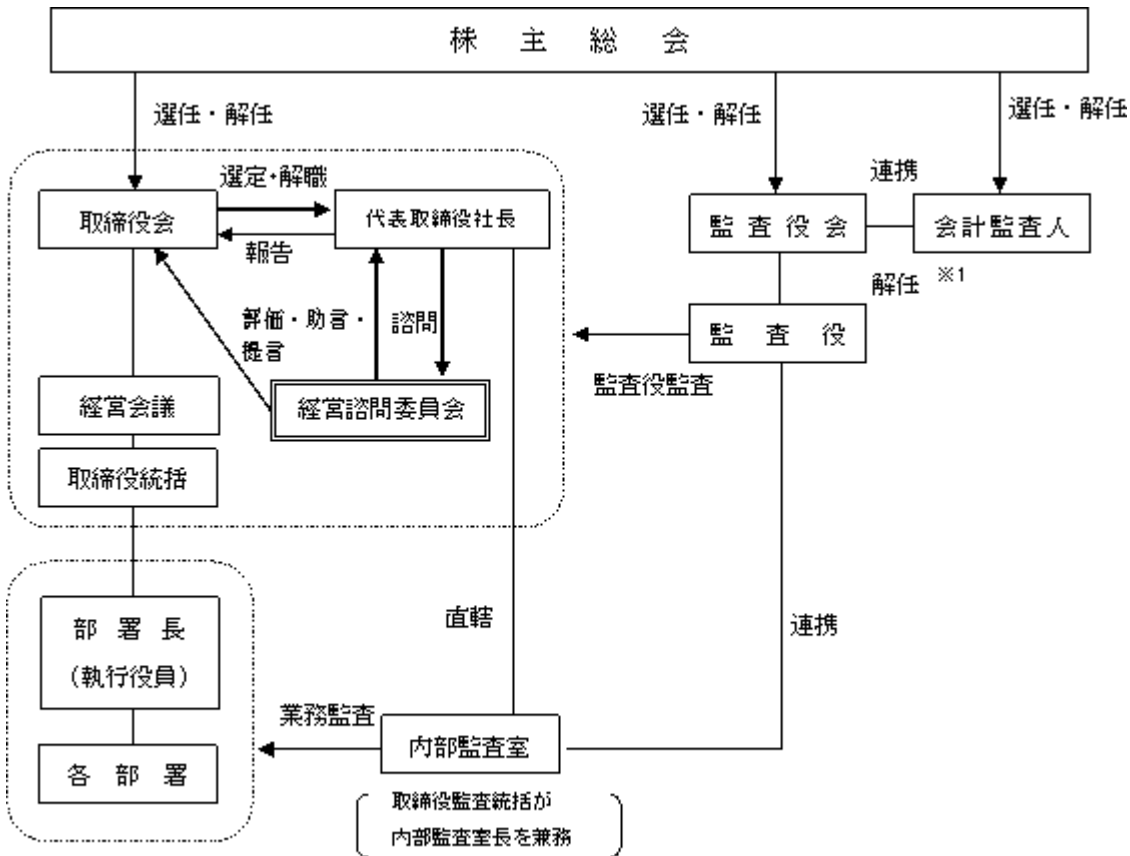 株主総会
選任・解任
選任・解任
選任・解任
選定・解職
連携
取締役会
代表取締役社長
監査役会
会計監査人
報告
解任 ※1
評価・助言・
提言
諮問
監査役
監査役監査
経営会議
経営諮問委員会
取締役統括
部署長
(執行役員)
直轄
連携
業務監査
内部監査室
各部署
取締役監査統括が
内部監査室長を兼務